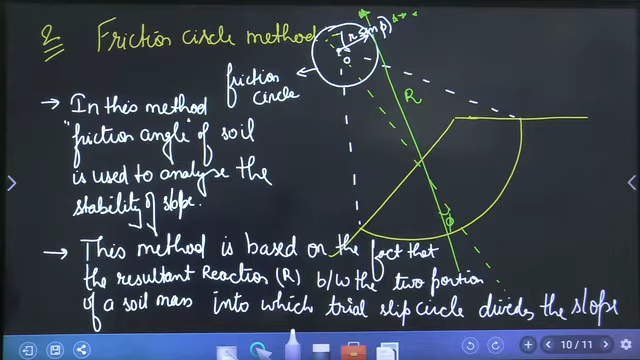 2 Friction circle method
(r sinϕ)
O
friction
circle
R
→ In this method
"friction angle" of soil
is used to analyse the
stability of slope.
ϕ
→ This method is based on the fact that
the resultant Reaction (R) b/w the two portion
of a soil mass into which trial slip circle divides the slope
10 / 11